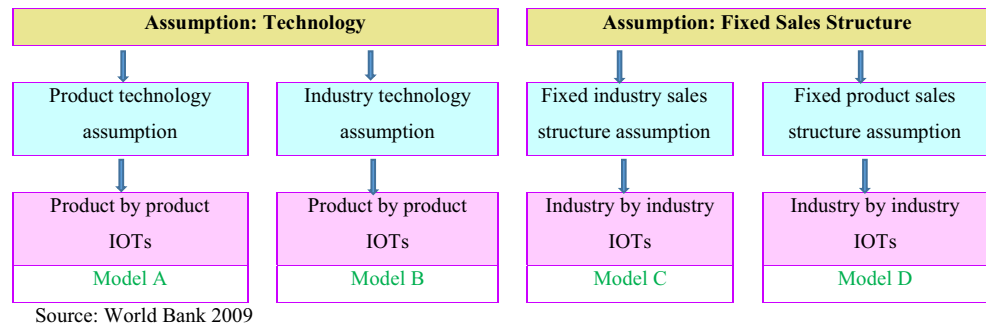 Assumption: Technology
Assumption: Fixed Sales Structure
Product technology
assumption
Industry technology
assumption
Fixed industry sales
structure assumption
Fixed product sales
structure assumption
Product by product
IOTs
Product by product
IOTs
Industry by industry
IOTs
Industry by industry
IOTs
Model A
Model B
Model C
Model D
Source: World Bank 2009